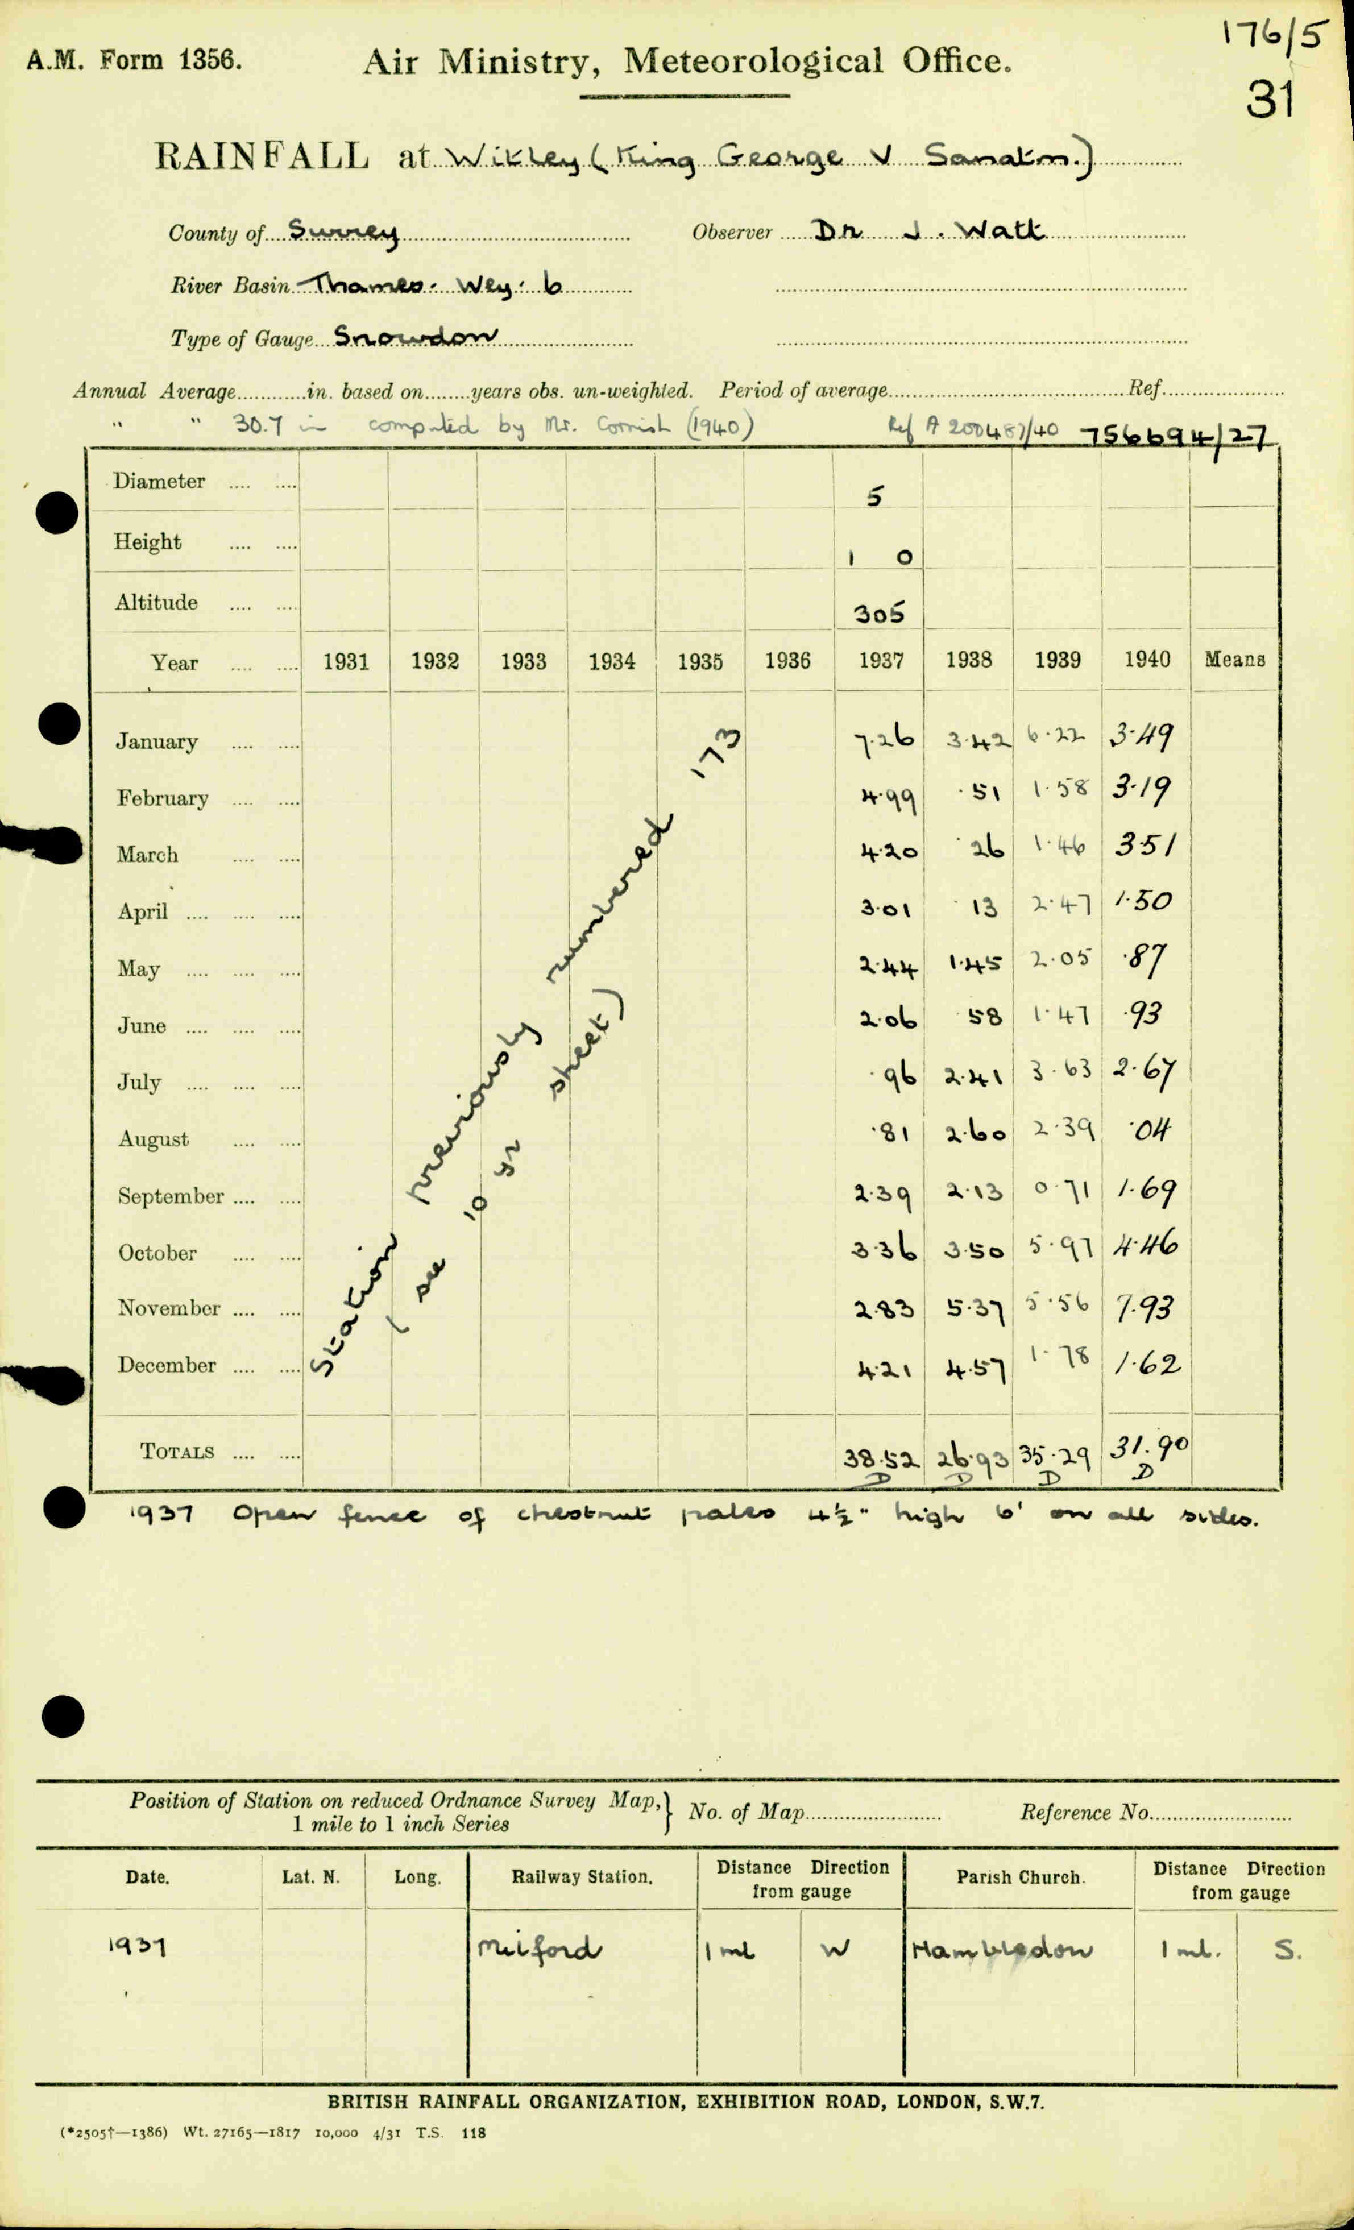 176/5
A.M. Form 1356. Air Ministry, Meteorological Office.
31
RAINFALL at Witley (King George V Sanatm.)
County of Surrey Observer Dr J. Watt
River Basin Thames. Wey. 6
Type of Gauge Snowdon
Annual Average............in. based on........years obs. un-weighted. Period of average........................Ref......................
" " 30.7 in computed by Mr. Cornish (1940) Ref A 200487/40 756694/27
Diameter .... .... 5
Height .... .... 1 0
Altitude .... .... 305
Year .... .... 1931 1932 1933 1934 1935 1936 1937 1938 1939 1940 Means
January .... .... 7.26 3.42 6.22 3.49
February .... .... 4.99 .51 1.58 3.19
March .... .... 4.20 .26 1.46 3.51
April .... .... .... 3.01 13 2.47 1.50
May .... .... .... 2.44 1.45 2.05 .87
June .... .... .... 2.06 58 1.47 .93
July .... .... .... .96 2.41 3.63 2.67
August .... .... .81 2.60 2.39 .04
September .... .... 2.39 2.13 0.71 1.69
October .... .... 3.36 3.50 5.97 4.46
November .... .... 2.83 5.37 5.56 7.93
December .... .... 4.21 4.57 1.78 1.62
Station previously numbered 173
(see 10 yr sheet)
TOTALS .... .... 38.52 26.93 35.29 31.90
D D D D
1937 Open fence of chestnut pales 4½" high 6' on all sides.
Position of Station on reduced Ordnance Survey Map,} No. of Map........................ Reference No.........................
1 mile to 1 inch Series
Date. Lat. N. Long. Railway Station. Distance Direction from gauge Parish Church. Distance Direction from gauge
1937 Milford 1 ml W Hambledon 1 ml. S.
BRITISH RAINFALL ORGANIZATION, EXHIBITION ROAD, LONDON, S.W.7.
(*2505†—1386) Wt. 27165—1817 10,000 4/31 T.S. 118